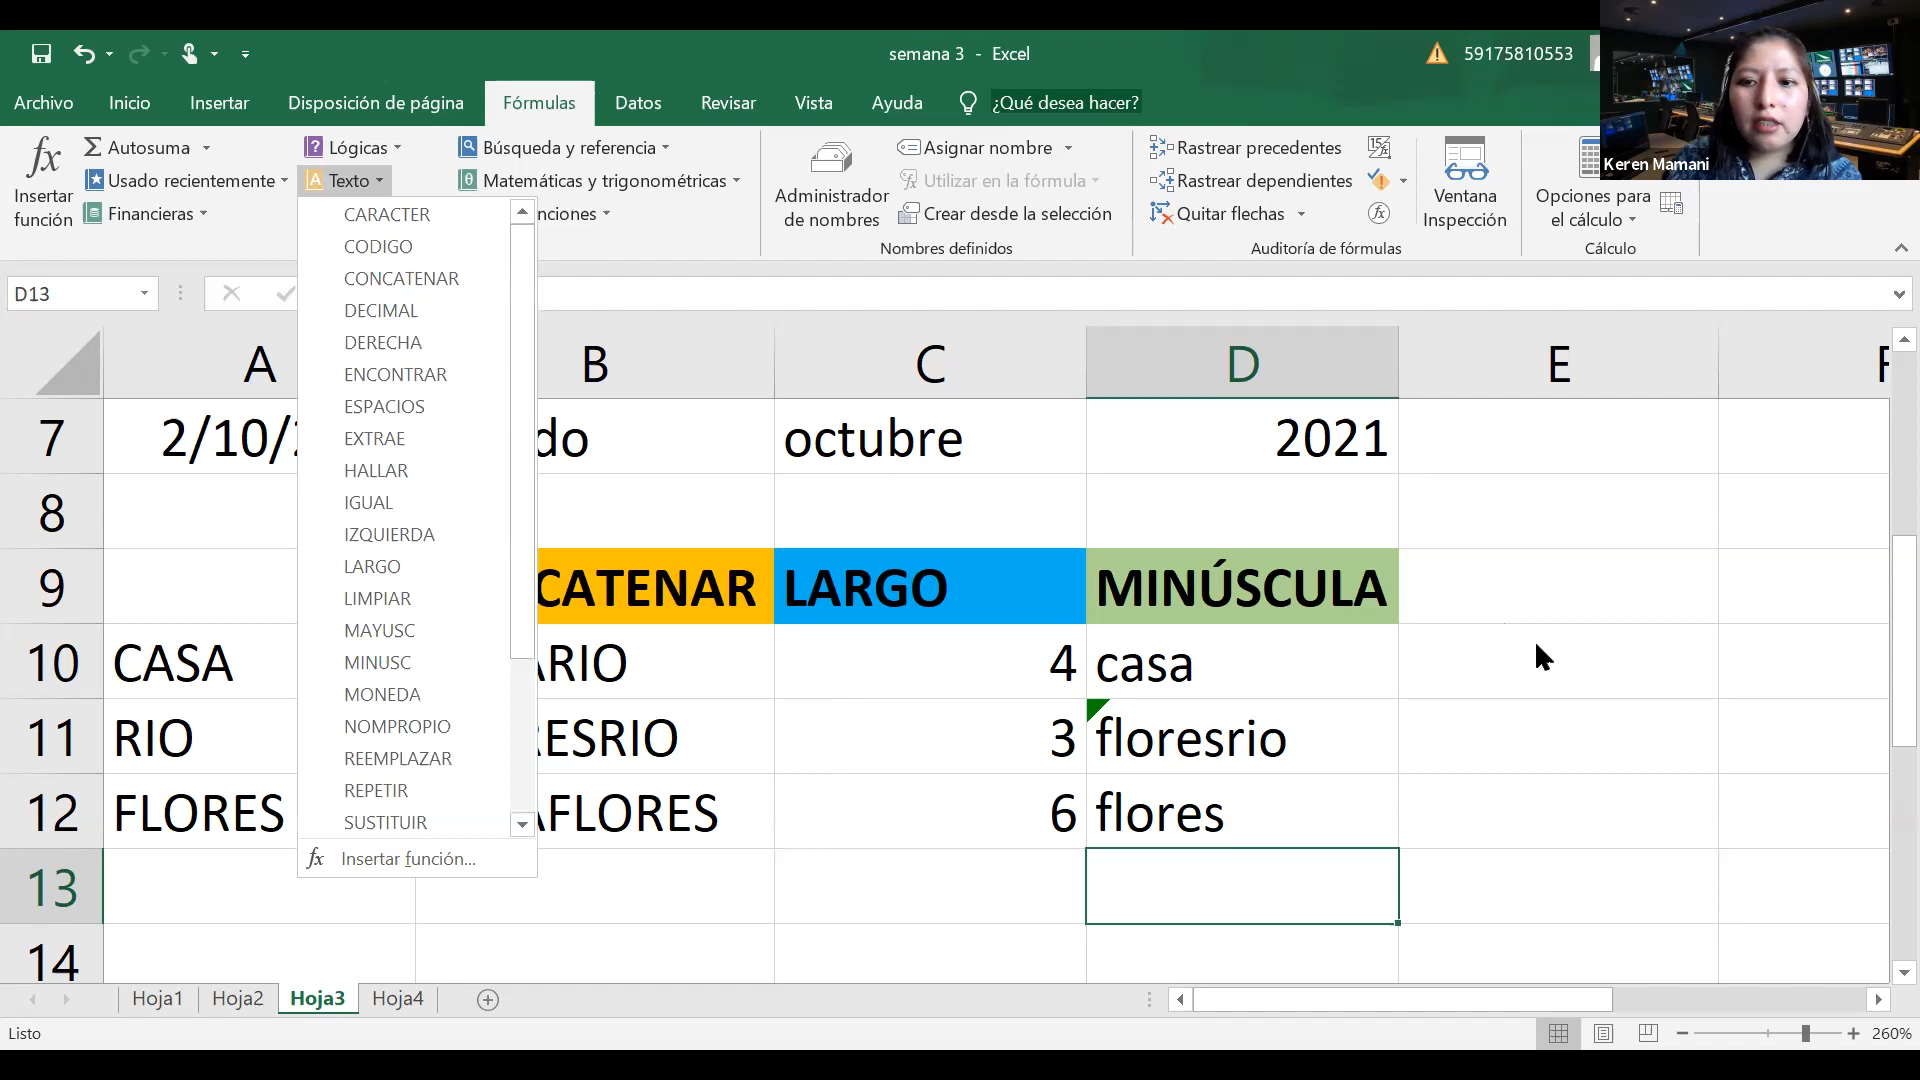 semana 3 - Excel
59175810553
Archivo Inicio Insertar Disposición de página Fórmulas Datos Revisar Vista Ayuda ¿Qué desea hacer?
Keren Mamani
fx Insertar función
Autosuma
Usado recientemente
Financieras
Lógicas
Texto
Búsqueda y referencia
Matemáticas y trigonométricas
nciones
Administrador de nombres
Asignar nombre
Utilizar en la fórmula
Crear desde la selección
Nombres definidos
Rastrear precedentes
Rastrear dependientes
Quitar flechas
Auditoría de fórmulas
Ventana Inspección
Opciones para el cálculo
Cálculo
D13
CARACTER
CODIGO
CONCATENAR
DECIMAL
DERECHA
ENCONTRAR
ESPACIOS
EXTRAE
HALLAR
IGUAL
IZQUIERDA
LARGO
LIMPIAR
MAYUSC
MINUSC
MONEDA
NOMPROPIO
REEMPLAZAR
REPETIR
SUSTITUIR
fx Insertar función...
A B C D E F
7 2/10/ do octubre 2021
8
9 CATENAR LARGO MINÚSCULA
10 CASA ARIO 4 casa
11 RIO RESRIO 3 floresrio
12 FLORES AFLORES 6 flores
13
14
Hoja1 Hoja2 Hoja3 Hoja4
Listo
260%